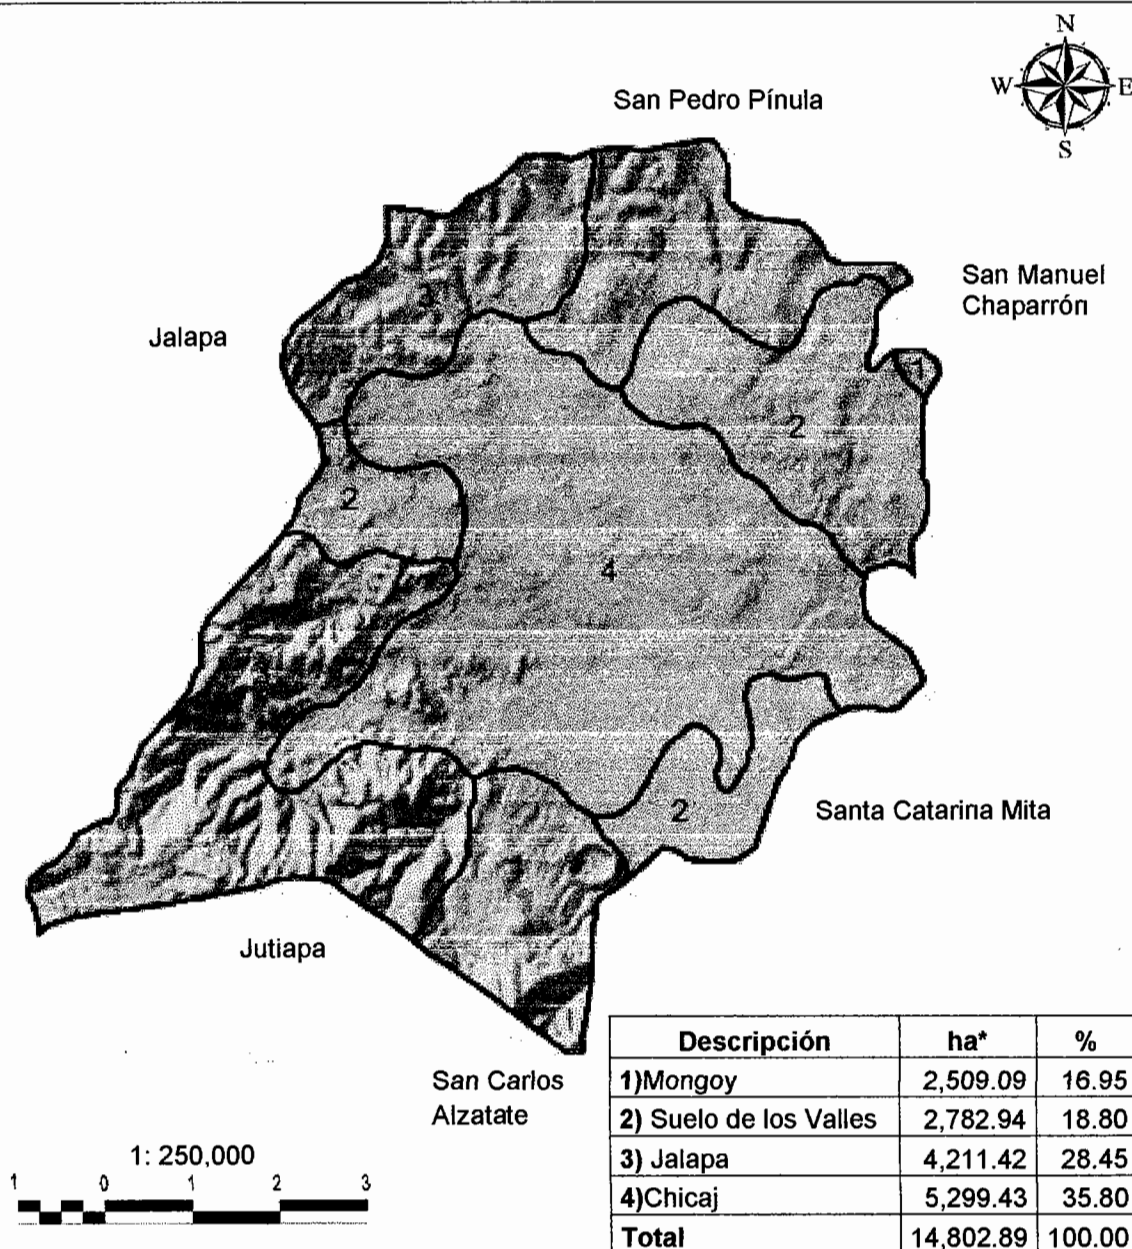 N
W E
S
San Pedro Pínula
San Manuel
Chaparrón
Jalapa
3
1
2
2
4
2
Santa Catarina Mita
Jutiapa
San Carlos
Alzatate
1: 250,000
1 0 1 2 3
Descripción ha* %
1)Mongoy 2,509.09 16.95
2) Suelo de los Valles 2,782.94 18.80
3) Jalapa 4,211.42 28.45
4)Chicaj 5,299.43 35.80
Total 14,802.89 100.00